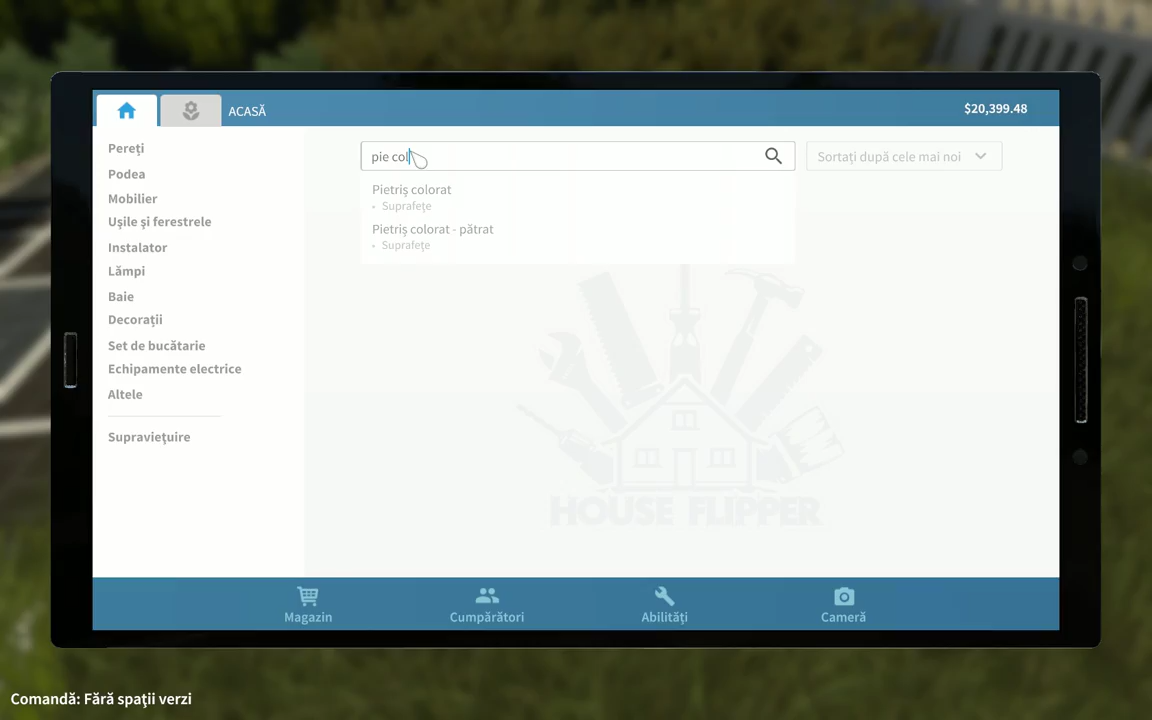 ACASĂ
$20,399.48
Pereți
Podea
Mobilier
Ușile și ferestrele
Instalator
Lămpi
Baie
Decorații
Set de bucătarie
Echipamente electrice
Altele
Supraviețuire
pie col
Sortați după cele mai noi
Pietriș colorat
• Suprafețe
Pietriș colorat - pătrat
• Suprafețe
HOUSE FLIPPER
Magazin
Cumpărători
Abilități
Cameră
Comandă: Fără spații verzi